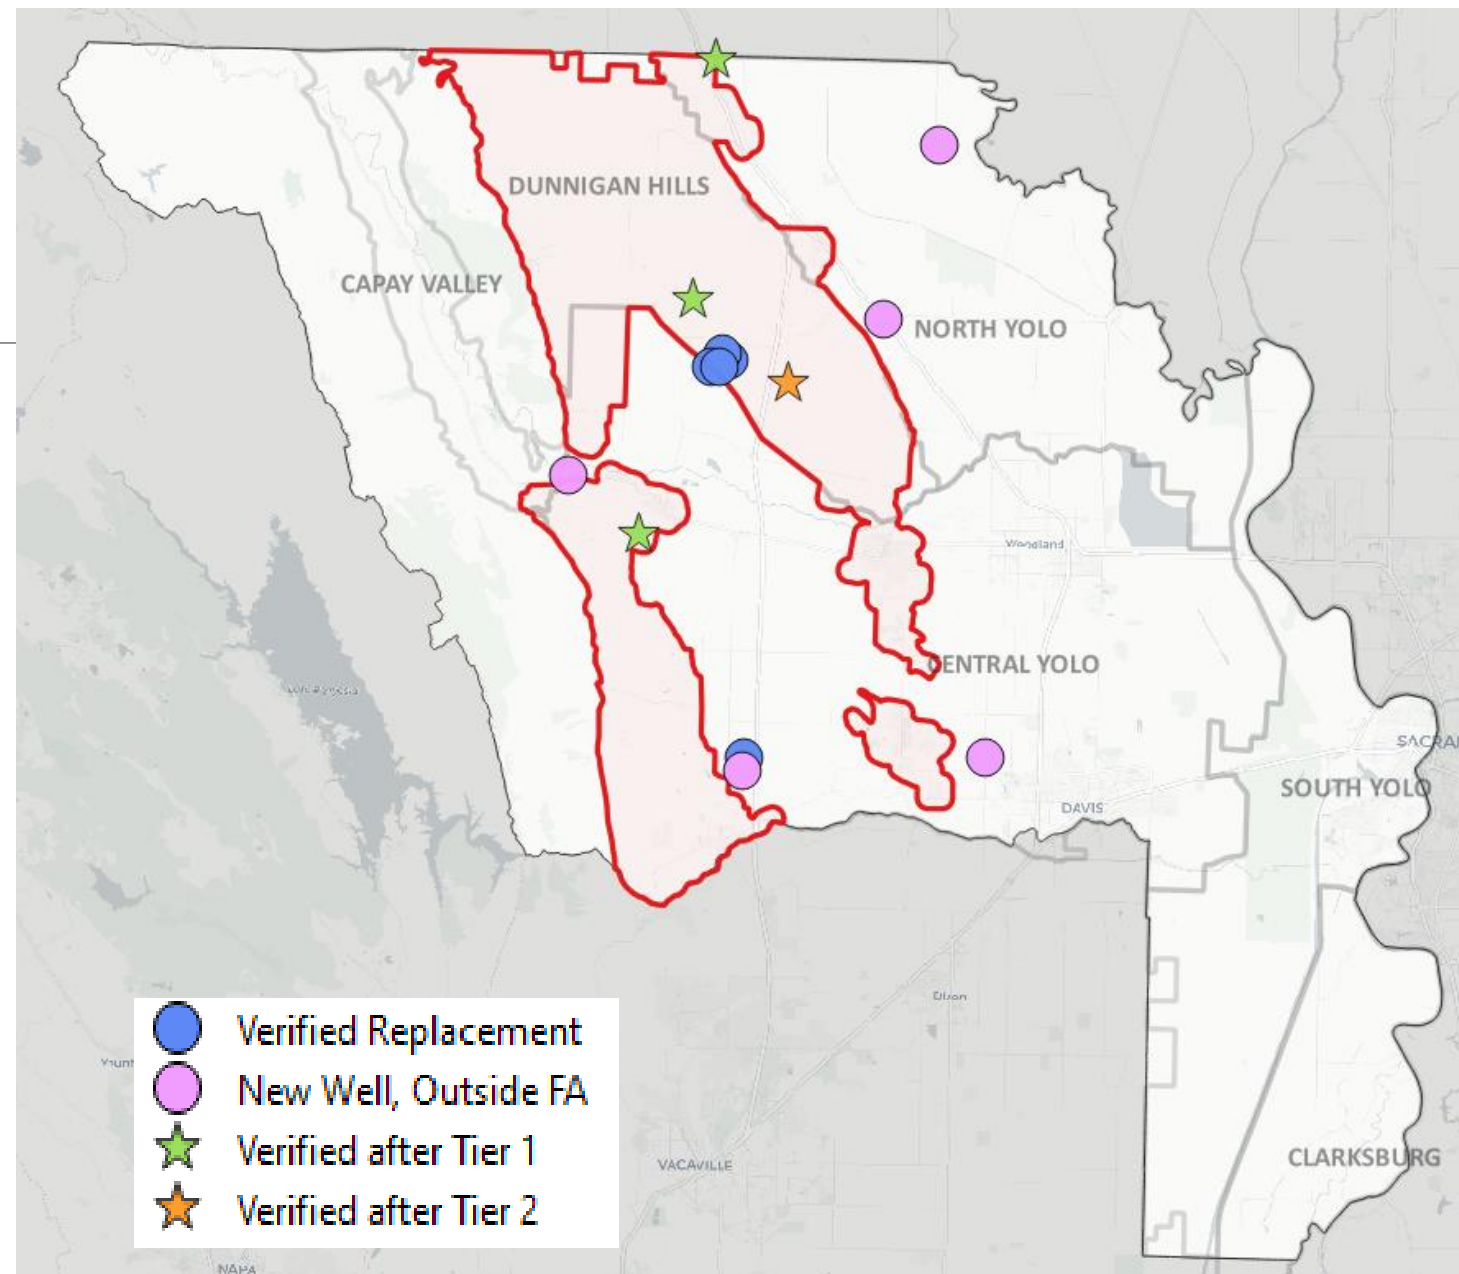 DUNNIGAN HILLS
CAPAY VALLEY
NORTH YOLO
Woodland
CENTRAL YOLO
SACRA
SOUTH YOLO
DAVIS
Dixon
Verified Replacement
New Well, Outside FA
Verified after Tier 1
Verified after Tier 2
VACAVILLE
CLARKSBURG
NAPA